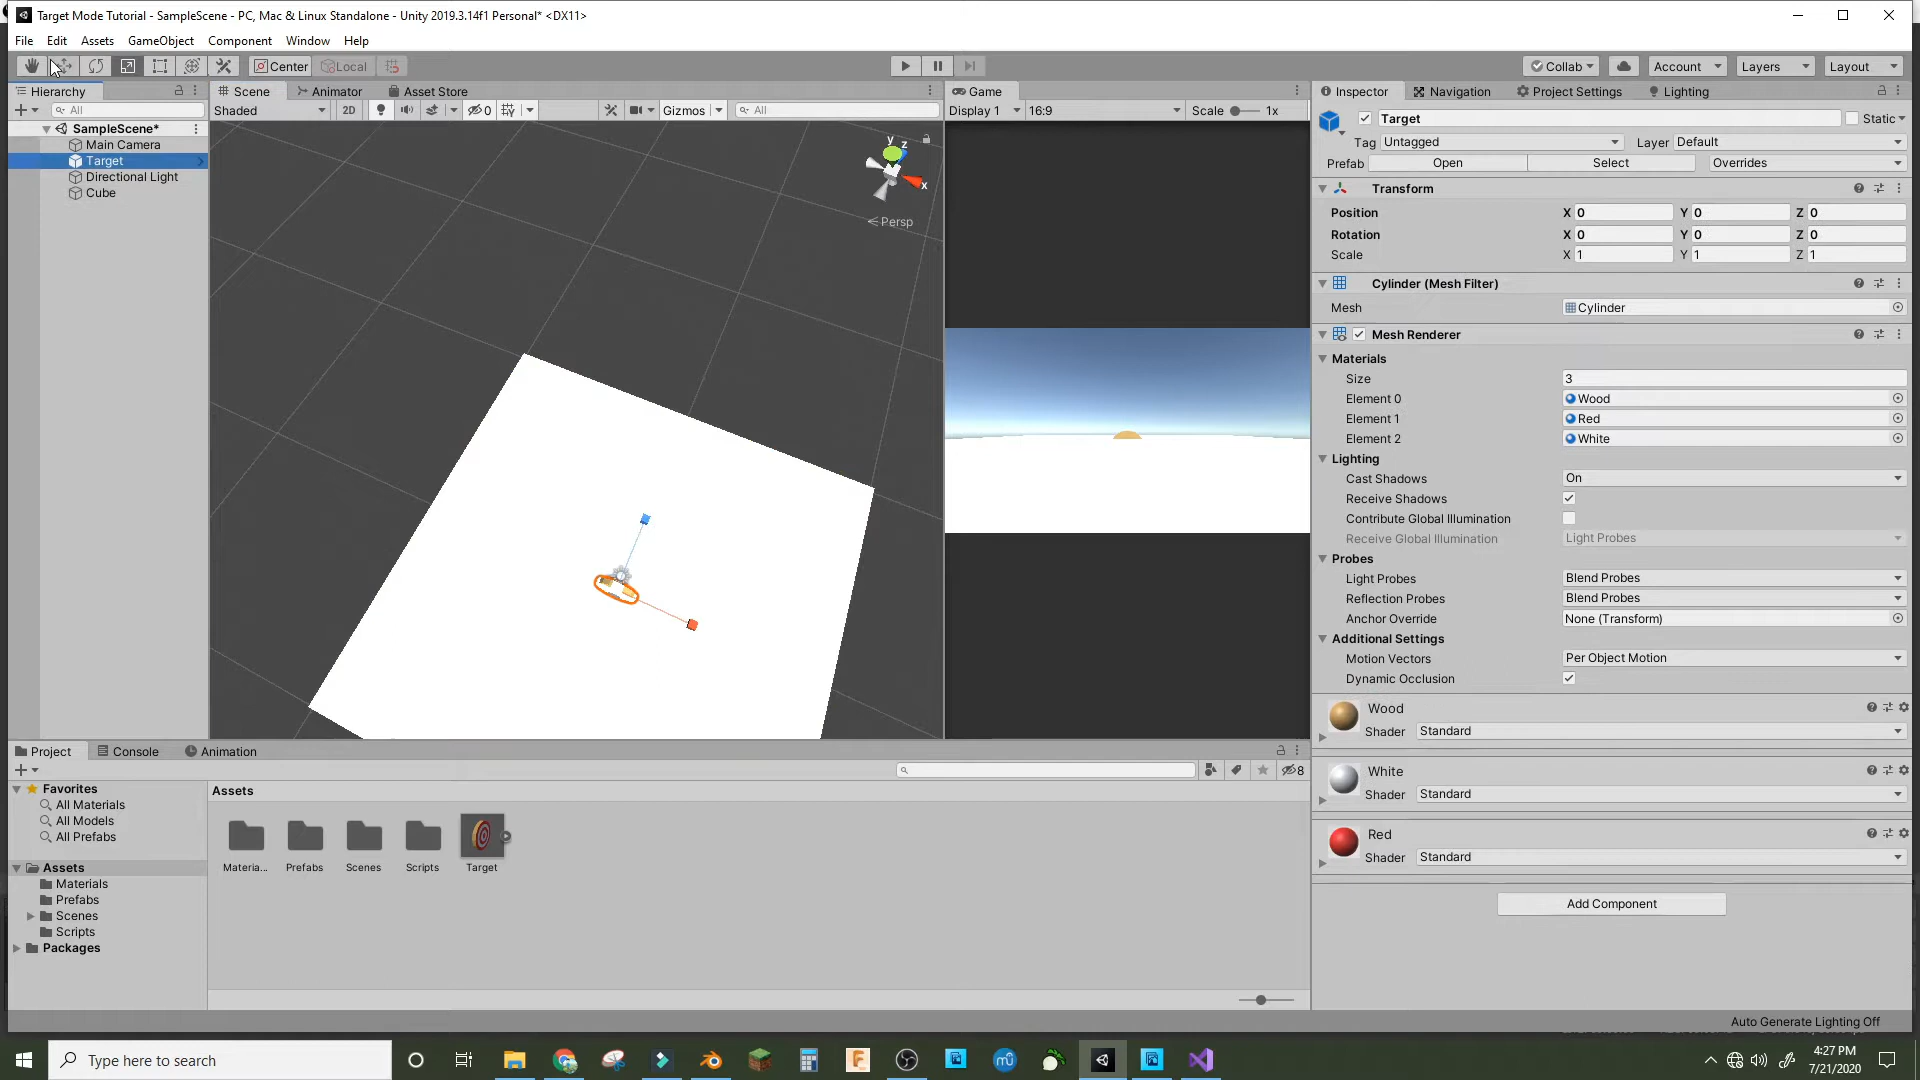 Target Mode Tutorial - SampleScene - PC, Mac & Linux Standalone - Unity 2019.3.14f1 Personal* <DX11>
File Edit Assets GameObject Component Window Help
Center Local Collab Account Layers Layout
Hierarchy
All
SampleScene*
Main Camera
Target
Directional Light
Cube
Scene Animator Asset Store
Shaded 2D 0 Gizmos All
y
z
x
Persp
Game
Display 1 16:9 Scale 1x
Inspector Navigation Project Settings Lighting
Target Static
Tag Untagged Layer Default
Prefab Open Select Overrides
Transform
Position X 0 Y 0 Z 0
Rotation X 0 Y 0 Z 0
Scale X 1 Y 1 Z 1
Cylinder (Mesh Filter)
Mesh Cylinder
Mesh Renderer
Materials
Size 3
Element 0 Wood
Element 1 Red
Element 2 White
Lighting
Cast Shadows On
Receive Shadows
Contribute Global Illumination
Receive Global Illumination Light Probes
Probes
Light Probes Blend Probes
Reflection Probes Blend Probes
Anchor Override None (Transform)
Additional Settings
Motion Vectors Per Object Motion
Dynamic Occlusion
Wood
Shader Standard
White
Shader Standard
Red
Shader Standard
Add Component
Project Console Animation
8
Favorites
All Materials
All Models
All Prefabs
Assets
Materials
Prefabs
Scenes
Scripts
Packages
Assets
Materia... Prefabs Scenes Scripts Target
Auto Generate Lighting Off
Type here to search
4:27 PM
7/21/2020